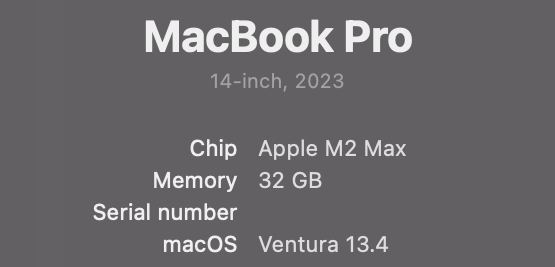 MacBook Pro
14-inch, 2023
Chip Apple M2 Max
Memory 32 GB
Serial number
macOS Ventura 13.4